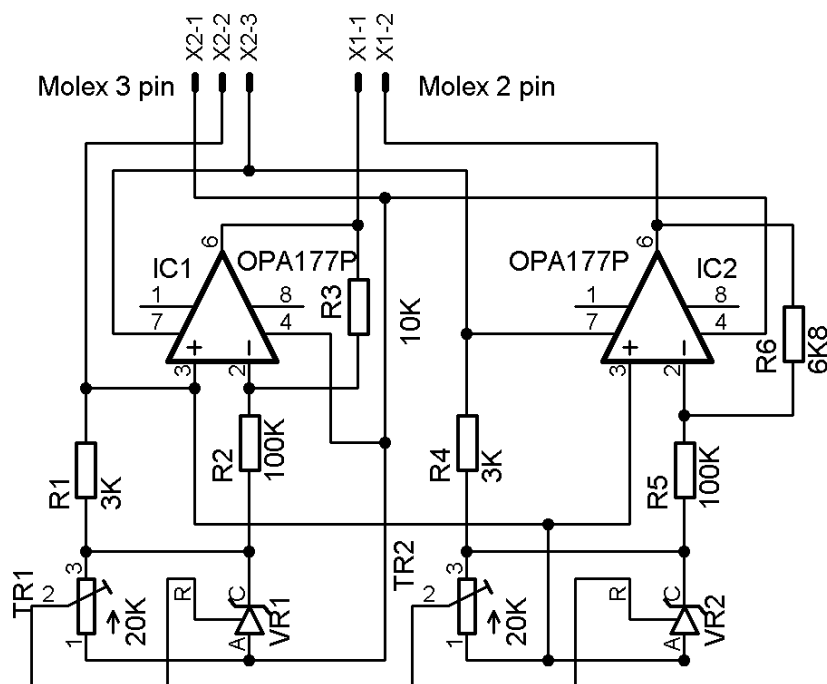 X2-1
X2-2
X2-3
X1-1
X1-2
Molex 3 pin
Molex 2 pin
6
6
IC1
OPA177P
OPA177P
IC2
1
8
1
8
7
4
7
4
R3
10K
R6
6K8
+
-
+
-
3
2
3
2
R1
3K
R2
100K
R4
3K
R5
100K
TR1
3
2
1
20K
R
C
A
VR1
TR2
3
2
1
20K
R
C
A
VR2